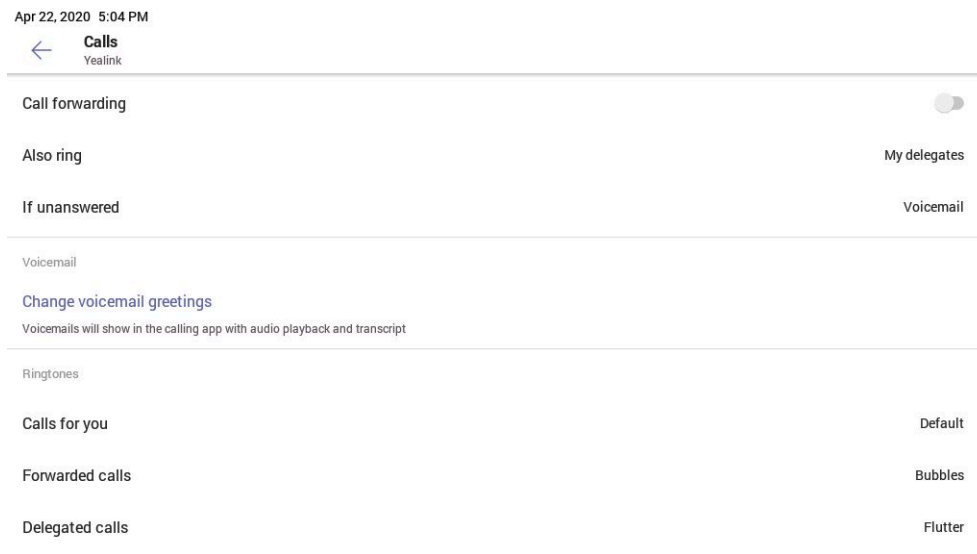 Apr 22, 2020 5:04 PM
Calls
Yealink
Call forwarding
Also ring My delegates
If unanswered Voicemail
Voicemail
Change voicemail greetings
Voicemails will show in the calling app with audio playback and transcript
Ringtones
Calls for you Default
Forwarded calls Bubbles
Delegated calls Flutter